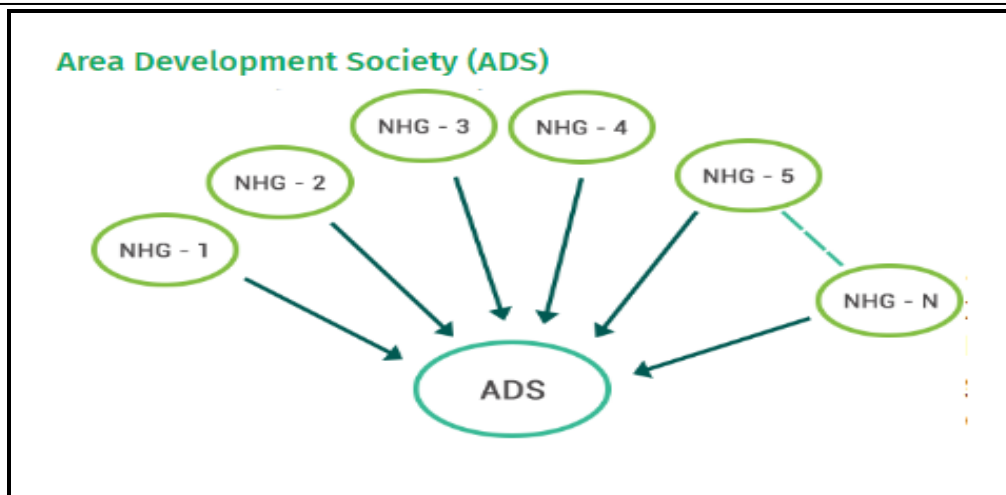 Area Development Society (ADS)
NHG - 3
NHG - 4
NHG - 2
NHG - 5
NHG - 1
NHG - N
ADS